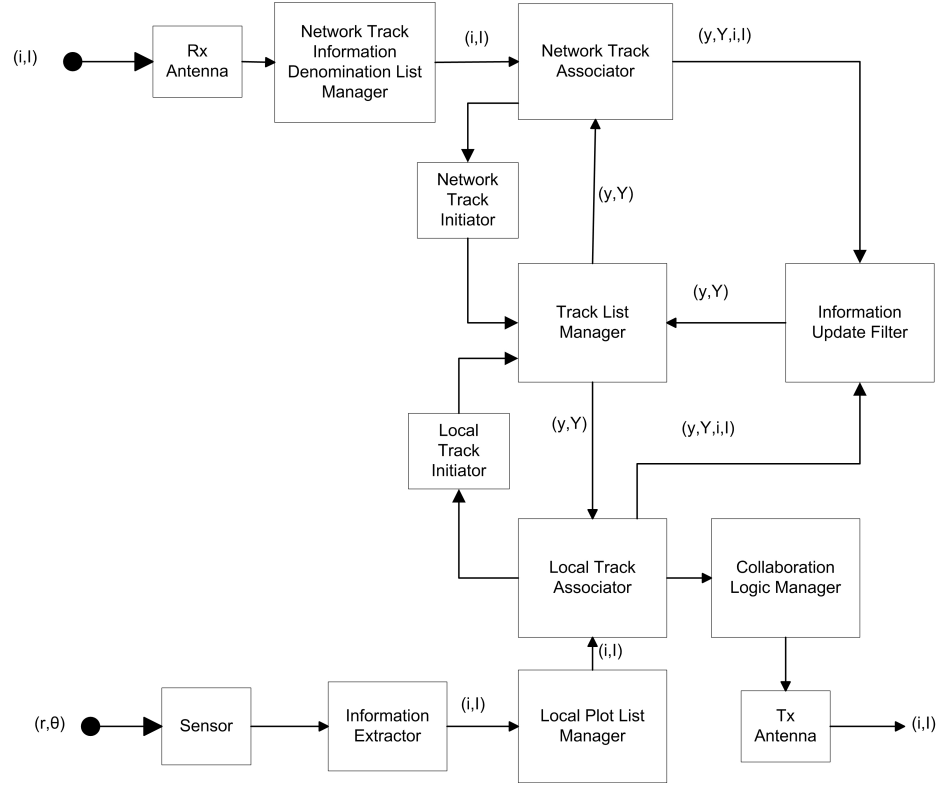 (i,I)
Rx
Antenna
Network Track
Information
Denomination List
Manager
(i,I)
Network Track
Associator
(y,Y,i,I)
Network
Track
Initiator
(y,Y)
Track List
Manager
(y,Y)
Information
Update Filter
Local
Track
Initiator
(y,Y)
(y,Y,i,I)
Local Track
Associator
Collaboration
Logic Manager
(i,I)
(r,θ)
Sensor
Information
Extractor
(i,I)
Local Plot List
Manager
Tx
Antenna
(i,I)